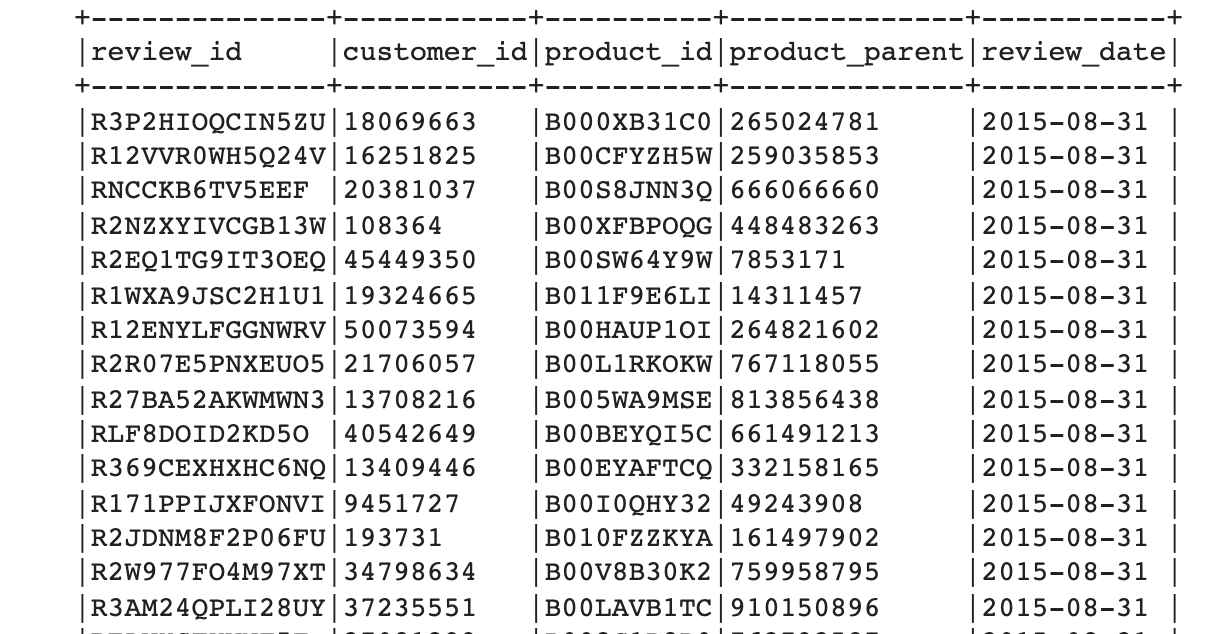 +--------------+-----------+----------+--------------+-----------+
|review_id     |customer_id|product_id|product_parent|review_date|
+--------------+-----------+----------+--------------+-----------+
|R3P2HIOQCIN5ZU|18069663   |B000XB31C0|265024781     |2015-08-31 |
|R12VVR0WH5Q24V|16251825   |B00CFYZH5W|259035853     |2015-08-31 |
|RNCCKB6TV5EEF |20381037   |B00S8JNN3Q|666066660     |2015-08-31 |
|R2NZXYIVCGB13W|108364     |B00XFBPOQG|448483263     |2015-08-31 |
|R2EQ1TG9IT3OEQ|45449350   |B00SW64Y9W|7853171       |2015-08-31 |
|R1WXA9JSC2H1U1|19324665   |B011F9E6LI|14311457      |2015-08-31 |
|R12ENYLFGGNWRV|50073594   |B00HAUP1OI|264821602     |2015-08-31 |
|R2R07E5PNXEUO5|21706057   |B00L1RKOKW|767118055     |2015-08-31 |
|R27BA52AKWMWN3|13708216   |B005WA9MSE|813856438     |2015-08-31 |
|RLF8DOID2KD5O |40542649   |B00BEYQI5C|661491213     |2015-08-31 |
|R369CEXHXHC6NQ|13409446   |B00EYAFTCQ|332158165     |2015-08-31 |
|R171PPIJXFONVI|9451727    |B00I0QHY32|49243908      |2015-08-31 |
|R2JDNM8F2P06FU|193731     |B010FZZKYA|161497902     |2015-08-31 |
|R2W977FO4M97XT|34798634   |B00V8B30K2|759958795     |2015-08-31 |
|R3AM24QPLI28UY|37235551   |B00LAVB1TC|910150896     |2015-08-31 |